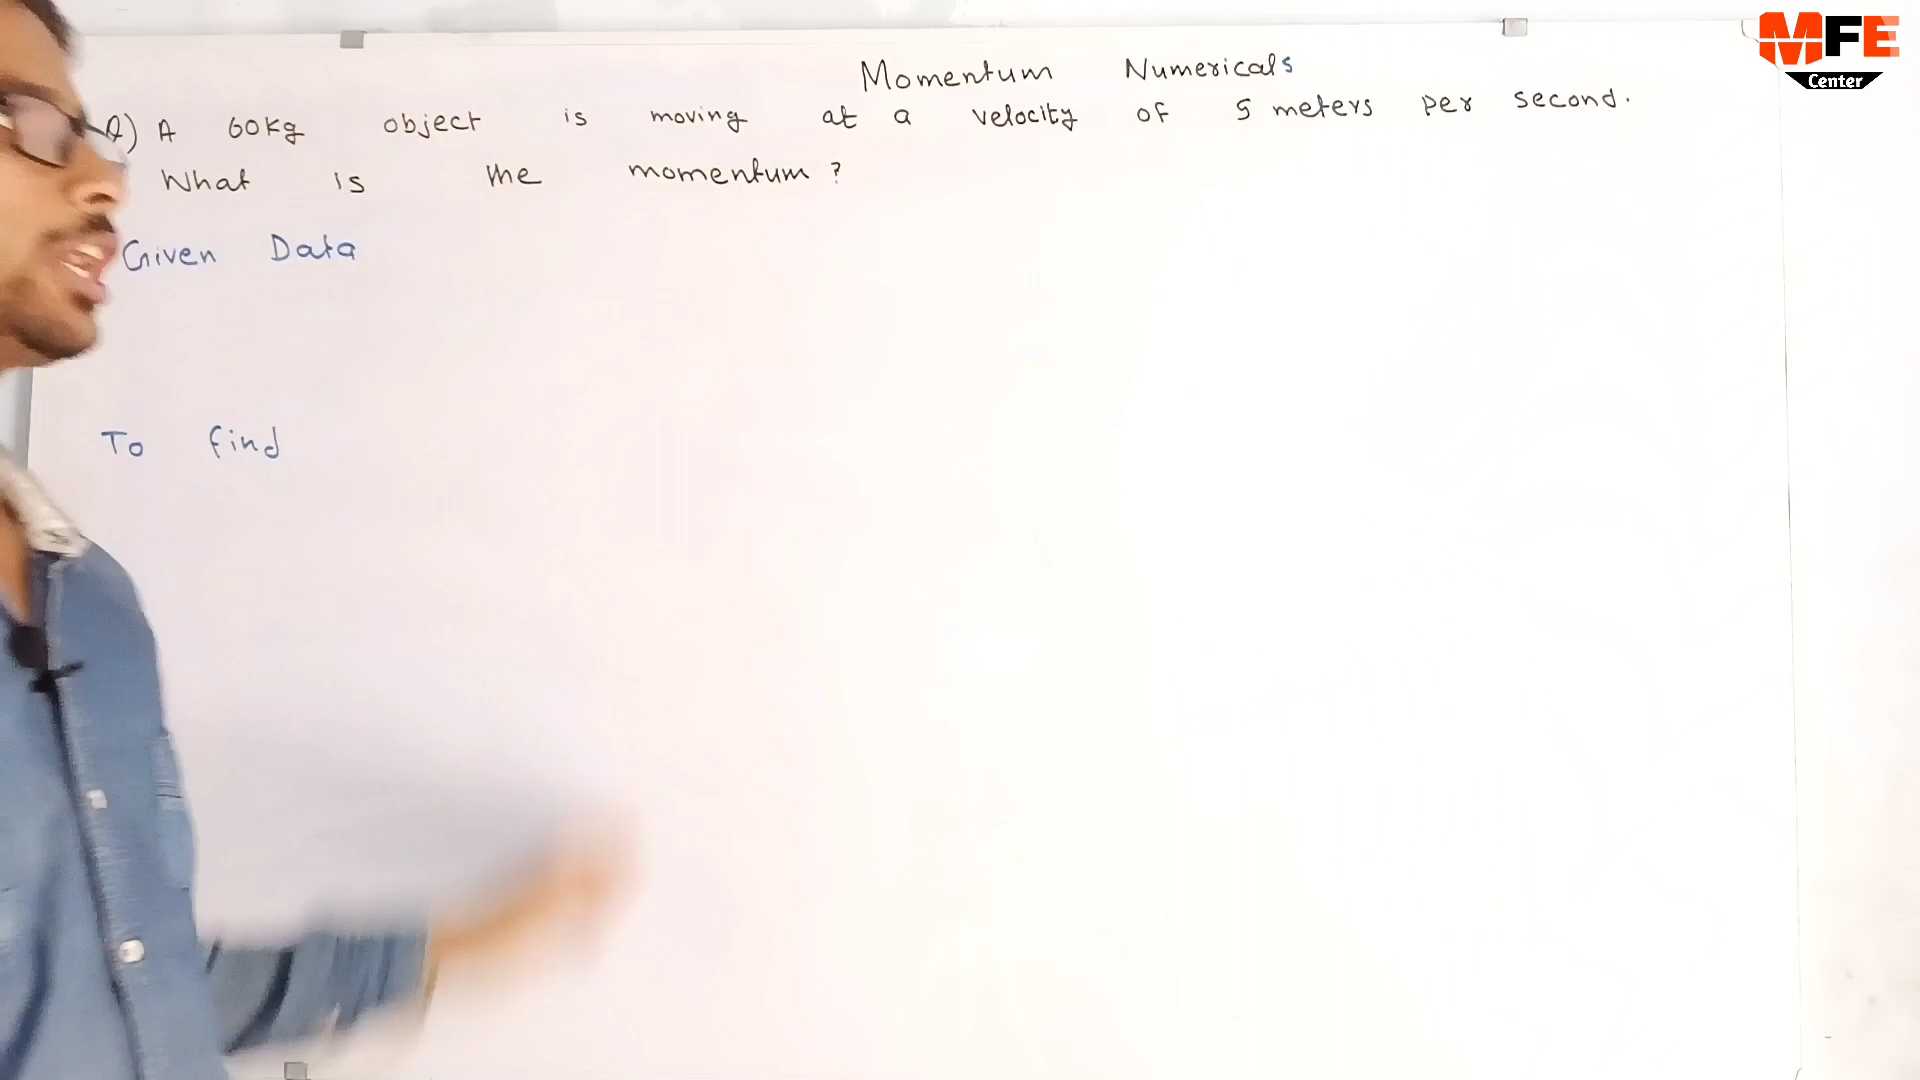 MFE
Center
Momentum Numericals
Q) A 60Kg object is moving at a velocity of 5 meters per second.
What is the momentum ?
Given Data
To find